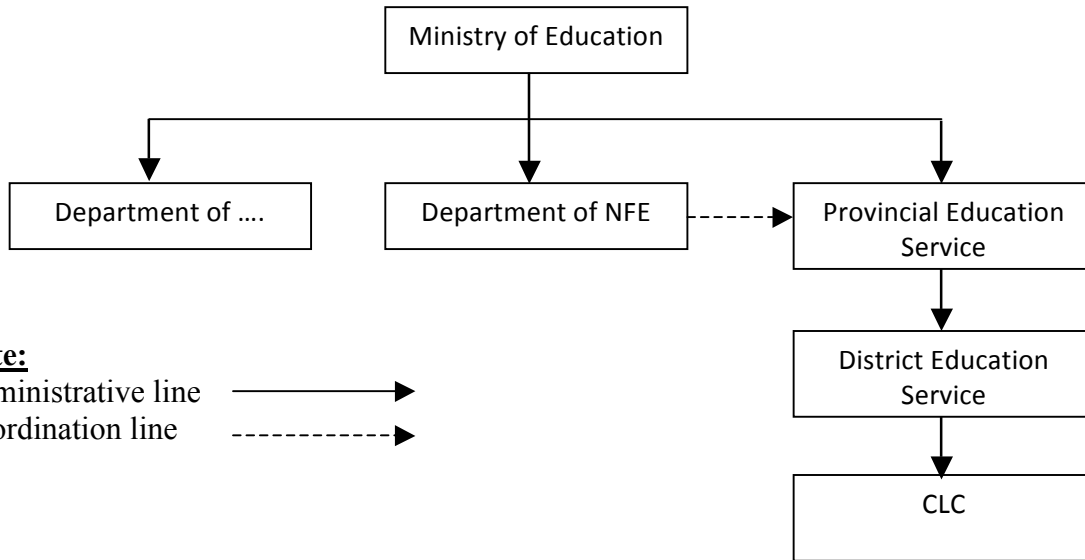 Ministry of Education
Department of ....
Department of NFE
Provincial Education
Service
District Education
Service
CLC
te:
ministrative line
ordination line